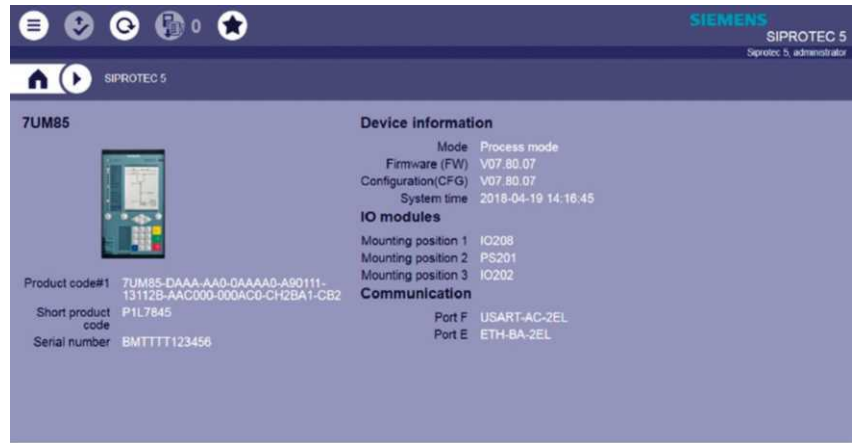 0
SIEMENS
SIPROTEC 5
Siprotec 5, administrator
SIPROTEC 5
7UM85
Product code#1 7UM85-DAAA-AA0-0AAAA0-A90111-
13112B-AAC000-000AC0-CH2BA1-CB2
Short product P1L7845
code
Serial number BMTTTT123456
Device information
Mode Process mode
Firmware (FW) V07.80.07
Configuration(CFG) V07.80.07
System time 2018-04-19 14:16:45
IO modules
Mounting position 1 IO208
Mounting position 2 PS201
Mounting position 3 IO202
Communication
Port F USART-AC-2EL
Port E ETH-BA-2EL